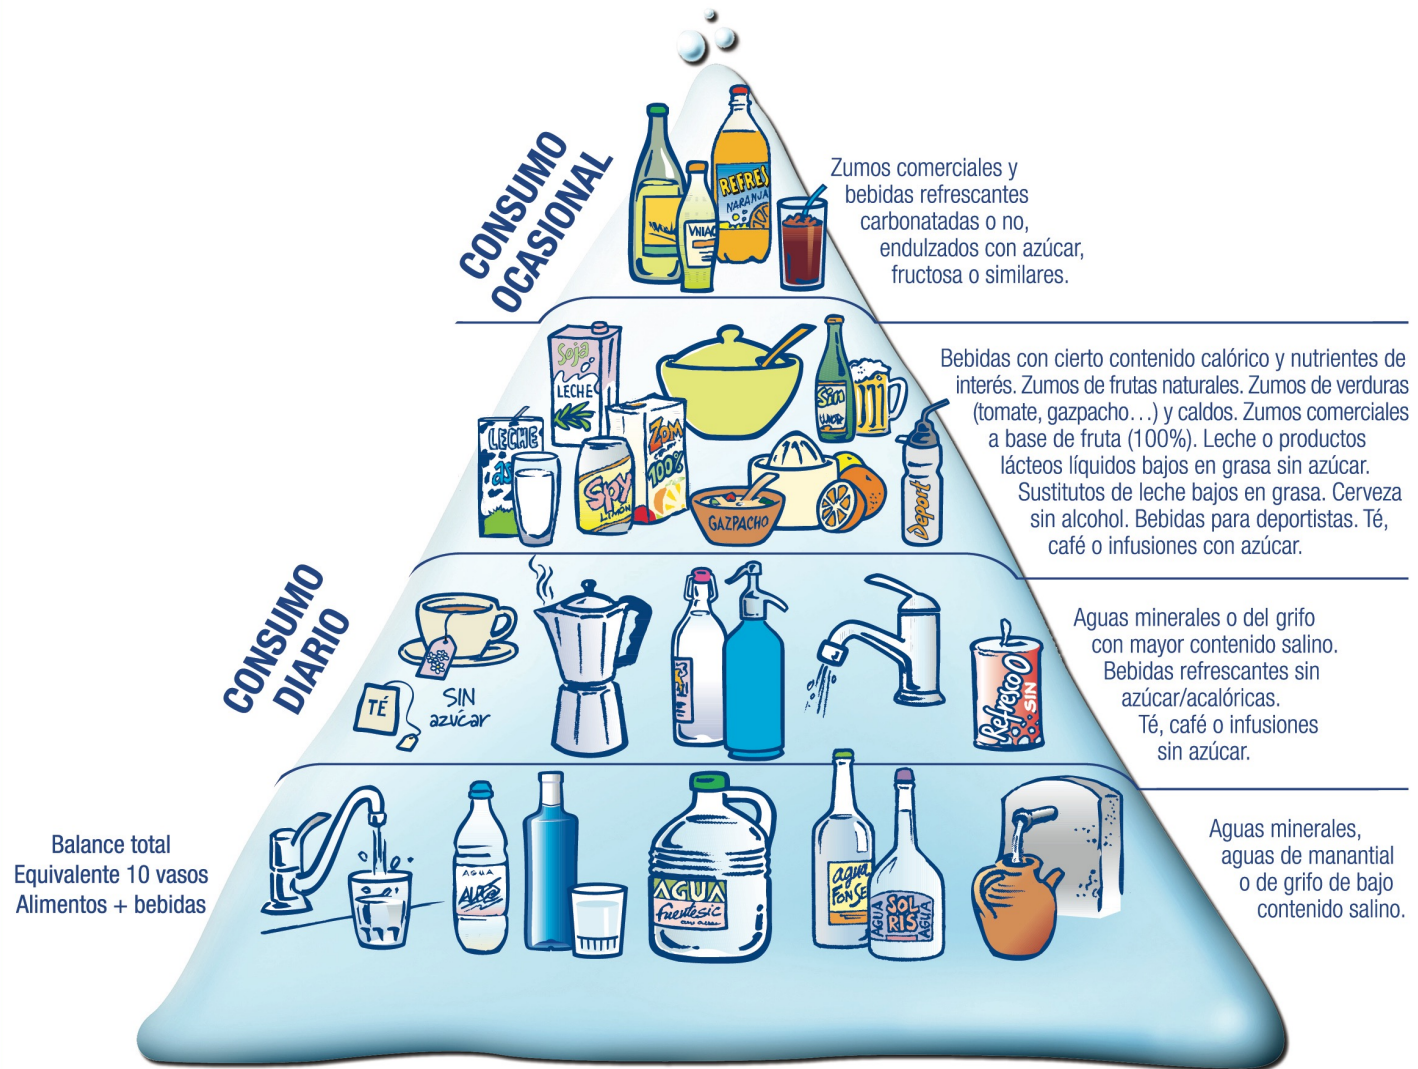 CONSUMO
OCASIONAL
REFRES
NARANJA
Zumos comerciales y
bebidas refrescantes
carbonatadas o no,
endulzados con azúcar,
fructosa o similares.
Soja
LECHE
LECHE
Spy
LIMÓN
ZUM
100%
GAZPACHO
Sin
Deport
Bebidas con cierto contenido calórico y nutrientes de
interés. Zumos de frutas naturales. Zumos de verduras
(tomate, gazpacho...) y caldos. Zumos comerciales
a base de fruta (100%). Leche o productos
lácteos líquidos bajos en grasa sin azúcar.
Sustitutos de leche bajos en grasa. Cerveza
sin alcohol. Bebidas para deportistas. Té,
café o infusiones con azúcar.
CONSUMO
DIARIO
TÉ
SIN
azúcar
Refresco
SIN
Aguas minerales o del grifo
con mayor contenido salino.
Bebidas refrescantes sin
azúcar/acalóricas.
Té, café o infusiones
sin azúcar.
Balance total
Equivalente 10 vasos
Alimentos + bebidas
AGUA
AGUA
fuentesic
agua
FONSE
AGUA
SOL
RIS
AGUA
Aguas minerales,
aguas de manantial
o de grifo de bajo
contenido salino.